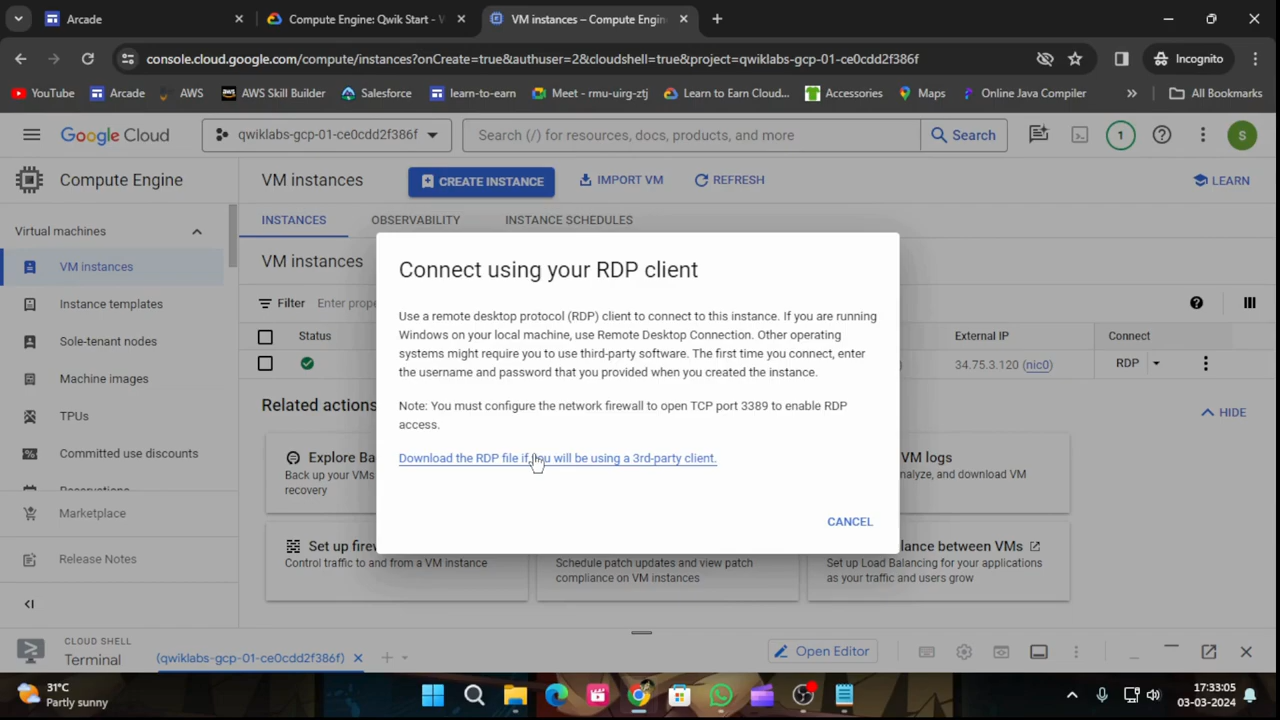 Arcade
Compute Engine: Qwik Start -
VM instances – Compute Engin
console.cloud.google.com/compute/instances?onCreate=true&authuser=2&cloudshell=true&project=qwiklabs-gcp-01-ce0cdd2f386f
Incognito
YouTube
Arcade
AWS
AWS Skill Builder
Salesforce
learn-to-earn
Meet - rmu-uirg-ztj
Learn to Earn Cloud...
Accessories
Maps
Online Java Compiler
All Bookmarks
Google Cloud
qwiklabs-gcp-01-ce0cdd2f386f
Search (/) for resources, docs, products, and more
Search
1
S
Compute Engine
VM instances
CREATE INSTANCE
IMPORT VM
REFRESH
LEARN
Virtual machines
INSTANCES
OBSERVABILITY
INSTANCE SCHEDULES
VM instances
Instance templates
Sole-tenant nodes
Machine images
TPUs
Committed use discounts
Reservations
Marketplace
Release Notes
VM instances
Filter
Enter prope
Status
External IP
Connect
34.75.3.120 (nic0)
RDP
Related actions
HIDE
Explore Ba
Back up your VMs
recovery
VM logs
nalyze, and download VM
Set up firew
Control traffic to and from a VM instance
Schedule patch updates and view patch
compliance on VM instances
lance between VMs
Set up Load Balancing for your applications
as your traffic and users grow
Connect using your RDP client
Use a remote desktop protocol (RDP) client to connect to this instance. If you are running
Windows on your local machine, use Remote Desktop Connection. Other operating
systems might require you to use third-party software. The first time you connect, enter
the username and password that you provided when you created the instance.
Note: You must configure the network firewall to open TCP port 3389 to enable RDP
access.
Download the RDP file if you will be using a 3rd-party client.
CANCEL
CLOUD SHELL
Terminal
(qwiklabs-gcp-01-ce0cdd2f386f)
Open Editor
31°C
Partly sunny
17:33:05
03-03-2024